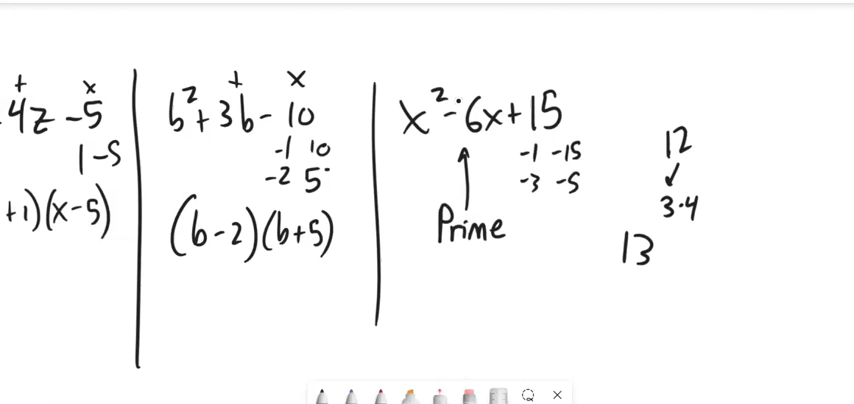 + x
4z - 5
1 -5
+1)(x-5)
+ x
b² + 3b - 10
-1 10
-2 5
(b-2)(b+5)
x² - 6x + 15
-1 -15
-3 -5
Prime
12
3·4
13